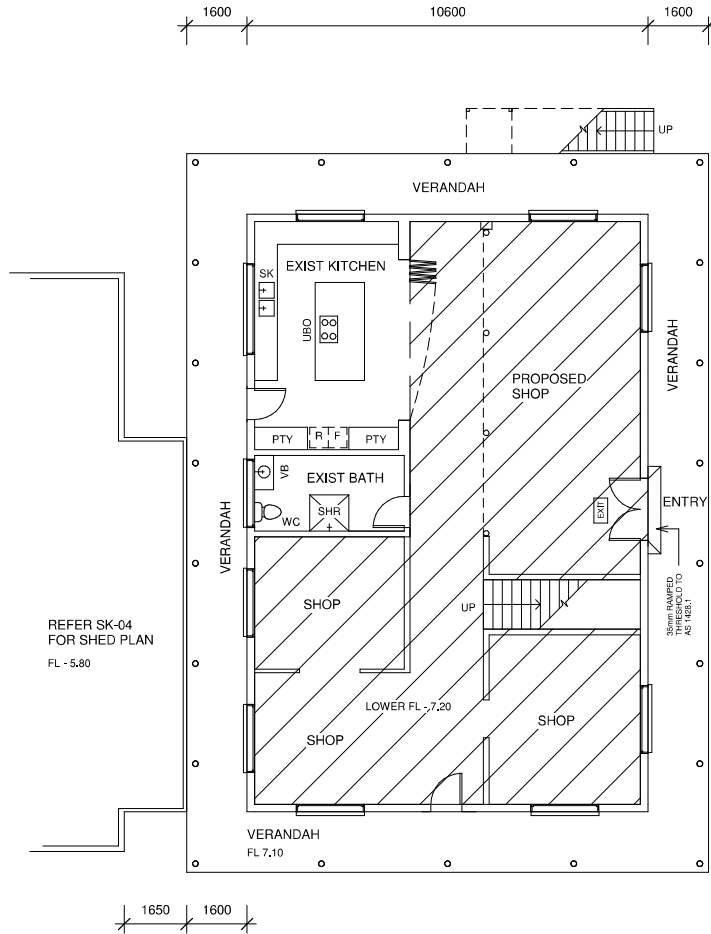 1600
10600
1600
UP
VERANDAH
SK
EXIST KITCHEN
UBO
VERANDAH
PROPOSED
SHOP
PTY
R
F
PTY
VB
EXIST BATH
SHR
WC
EXIT
ENTRY
VERANDAH
35mm RAMPED
THRESHOLD TO
AS 1428.1
SHOP
UP
REFER SK-04
FOR SHED PLAN
FL - 5.80
LOWER FL - 7.20
SHOP
SHOP
VERANDAH
FL 7.10
1650
1600